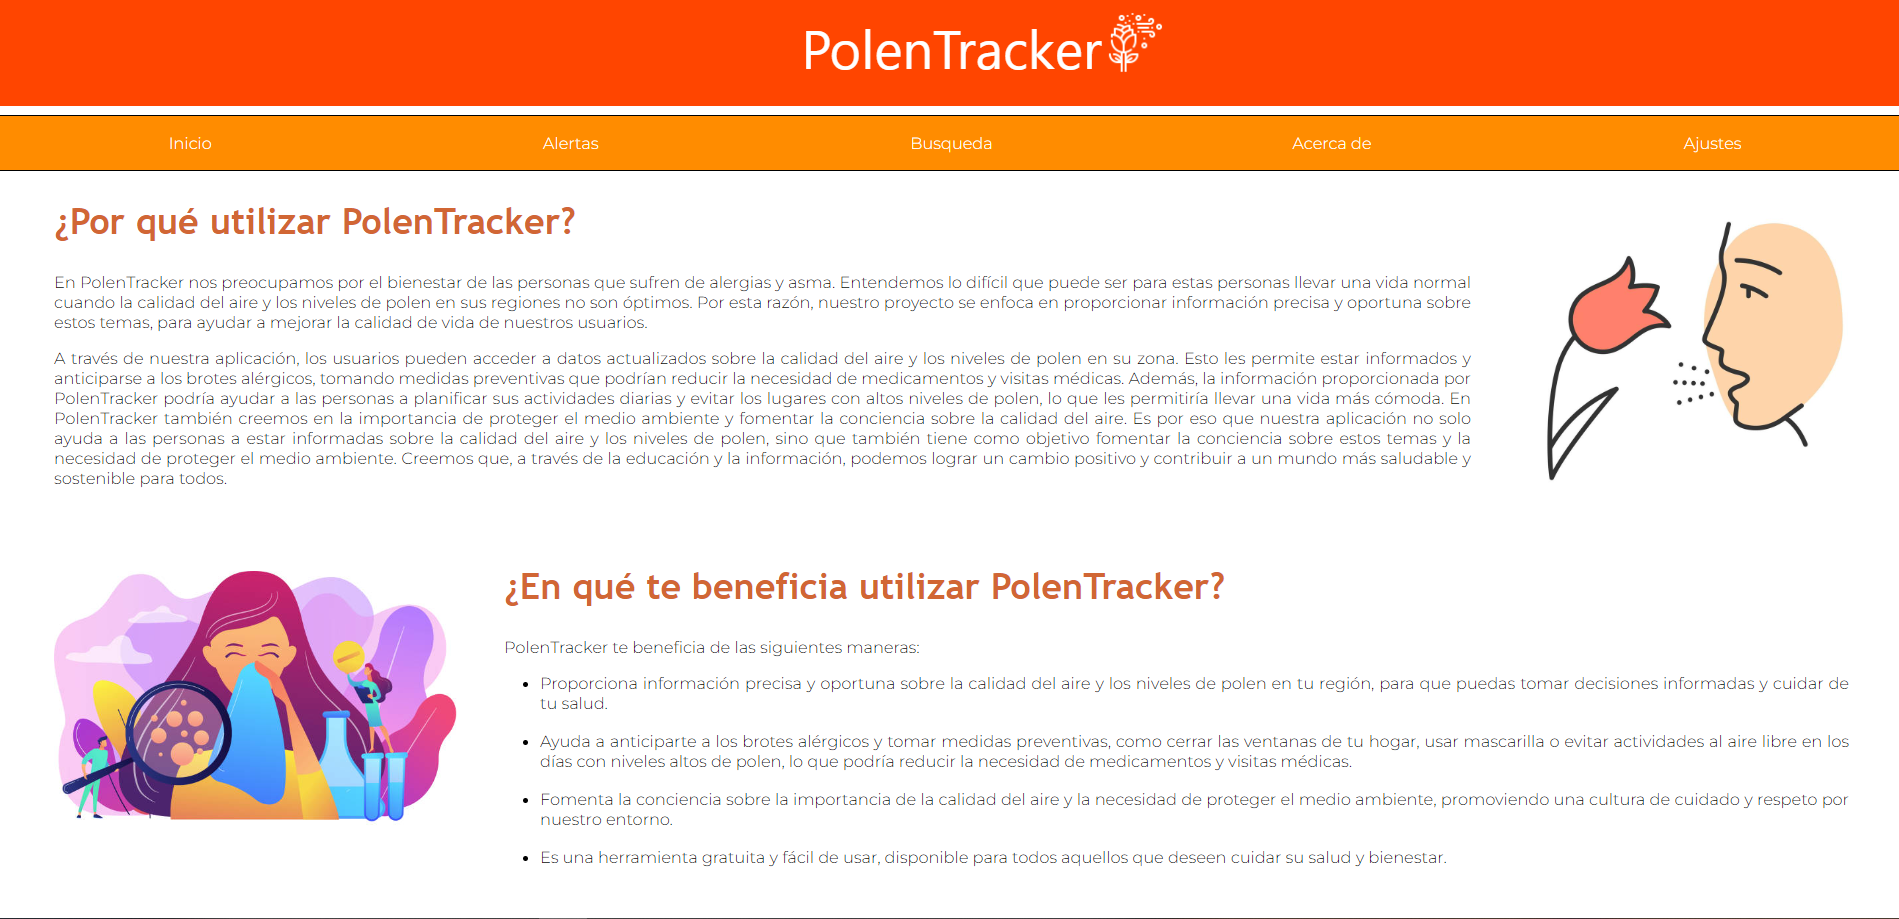 PolenTracker
Inicio
Alertas
Busqueda
Acerca de
Ajustes
¿Por qué utilizar PolenTracker?
En PolenTracker nos preocupamos por el bienestar de las personas que sufren de alergias y asma. Entendemos lo difícil que puede ser para estas personas llevar una vida normal
cuando la calidad del aire y los niveles de polen en sus regiones no son óptimos. Por esta razón, nuestro proyecto se enfoca en proporcionar información precisa y oportuna sobre
estos temas, para ayudar a mejorar la calidad de vida de nuestros usuarios.
A través de nuestra aplicación, los usuarios pueden acceder a datos actualizados sobre la calidad del aire y los niveles de polen en su zona. Esto les permite estar informados y
anticiparse a los brotes alérgicos, tomando medidas preventivas que podrían reducir la necesidad de medicamentos y visitas médicas. Además, la información proporcionada por
PolenTracker podría ayudar a las personas a planificar sus actividades diarias y evitar los lugares con altos niveles de polen, lo que les permitiría llevar una vida más cómoda. En
PolenTracker también creemos en la importancia de proteger el medio ambiente y fomentar la conciencia sobre la calidad del aire. Es por eso que nuestra aplicación no solo
ayuda a las personas a estar informadas sobre la calidad del aire y los niveles de polen, sino que también tiene como objetivo fomentar la conciencia sobre estos temas y la
necesidad de proteger el medio ambiente. Creemos que, a través de la educación y la información, podemos lograr un cambio positivo y contribuir a un mundo más saludable y
sostenible para todos.
¿En qué te beneficia utilizar PolenTracker?
PolenTracker te beneficia de las siguientes maneras:
• Proporciona información precisa y oportuna sobre la calidad del aire y los niveles de polen en tu región, para que puedas tomar decisiones informadas y cuidar de
tu salud.
• Ayuda a anticiparte a los brotes alérgicos y tomar medidas preventivas, como cerrar las ventanas de tu hogar, usar mascarilla o evitar actividades al aire libre en los
días con niveles altos de polen, lo que podría reducir la necesidad de medicamentos y visitas médicas.
• Fomenta la conciencia sobre la importancia de la calidad del aire y la necesidad de proteger el medio ambiente, promoviendo una cultura de cuidado y respeto por
nuestro entorno.
• Es una herramienta gratuita y fácil de usar, disponible para todos aquellos que deseen cuidar su salud y bienestar.